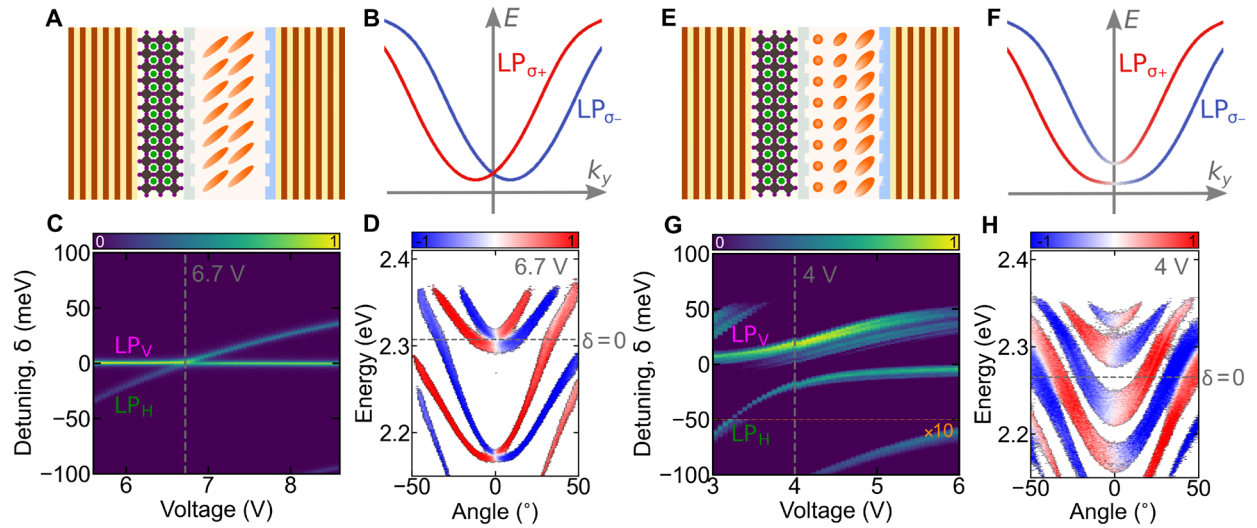 A
B
E
LPσ+
LPσ−
ky
E
F
E
LPσ+
LPσ−
ky
C
0
1
6.7 V
LPV
LPH
100
50
0
−50
−100
Detuning, δ (meV)
6
7
8
Voltage (V)
D
-1
1
6.7 V
δ=0
2.4
2.3
2.2
Energy (eV)
−50
0
50
Angle (°)
G
0
1
4 V
LPV
LPH
×10
100
50
0
−50
−100
Detuning, δ (meV)
3
4
5
6
Voltage (V)
H
-1
1
4 V
δ=0
2.4
2.3
2.2
Energy (eV)
−50
0
50
Angle (°)